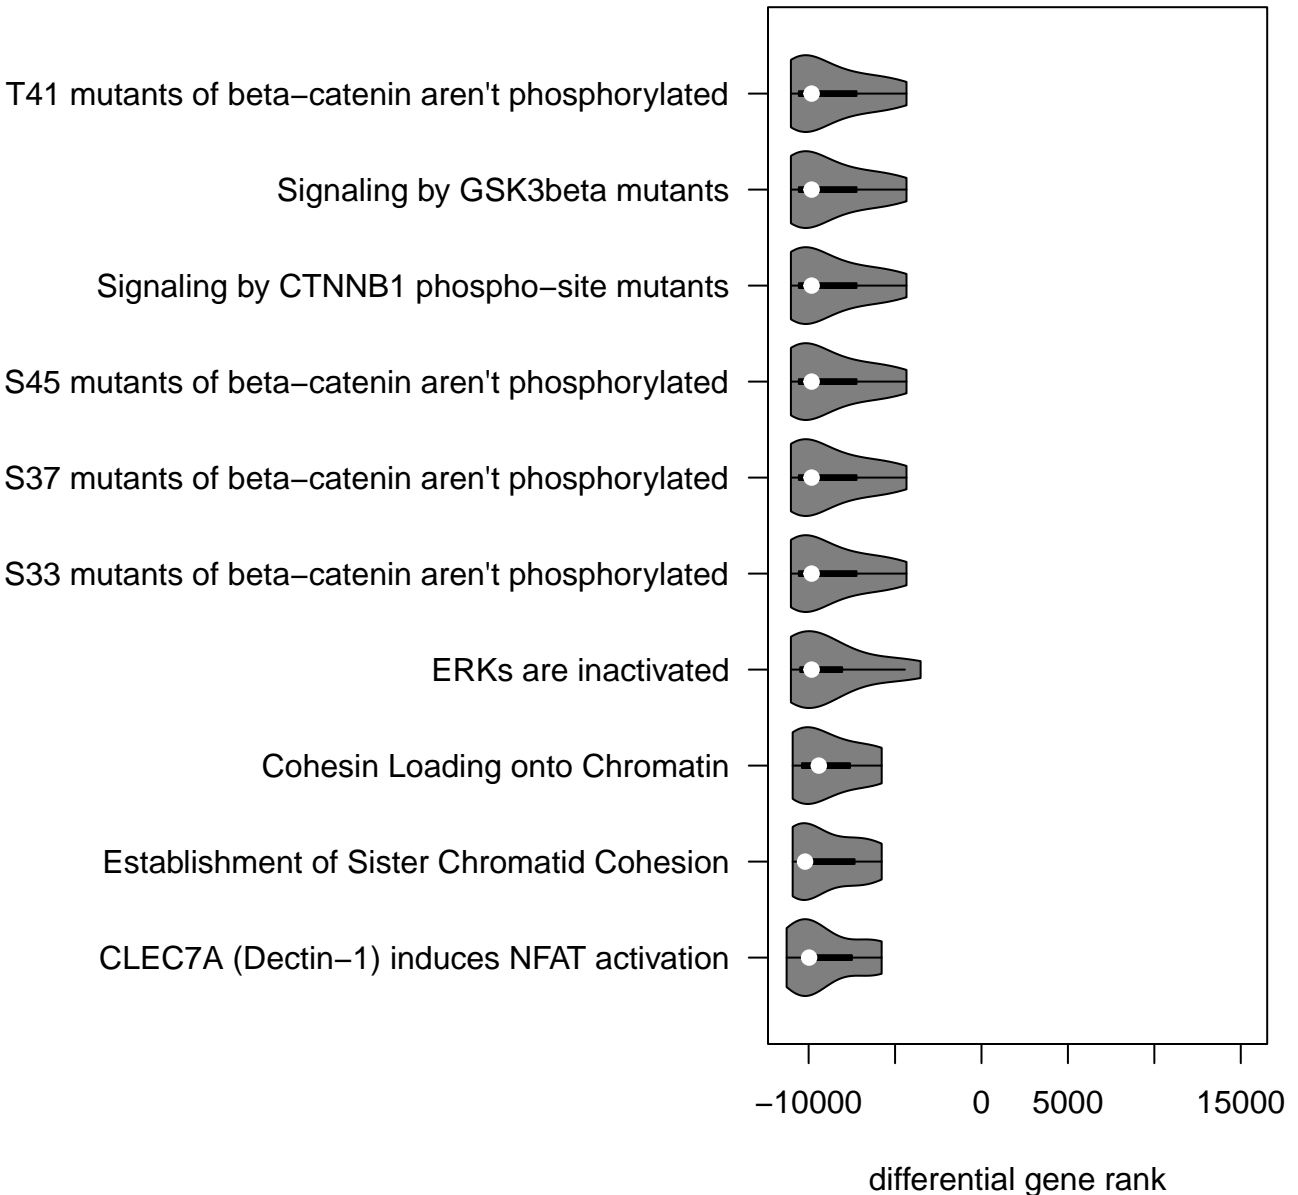 T41 mutants of beta−catenin aren't phosphorylated
Signaling by GSK3beta mutants
Signaling by CTNNB1 phospho−site mutants
S45 mutants of beta−catenin aren't phosphorylated
S37 mutants of beta−catenin aren't phosphorylated
S33 mutants of beta−catenin aren't phosphorylated
ERKs are inactivated
Cohesin Loading onto Chromatin
Establishment of Sister Chromatid Cohesion
CLEC7A (Dectin−1) induces NFAT activation
−10000 0 5000 15000
differential gene rank